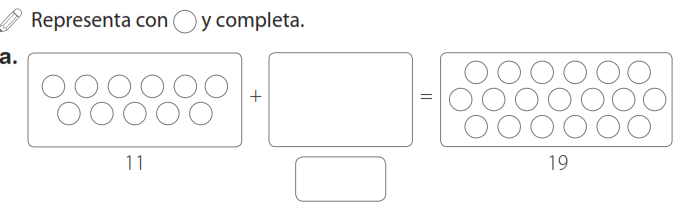 Representa con ○ y completa.
a.
+ =
11 19